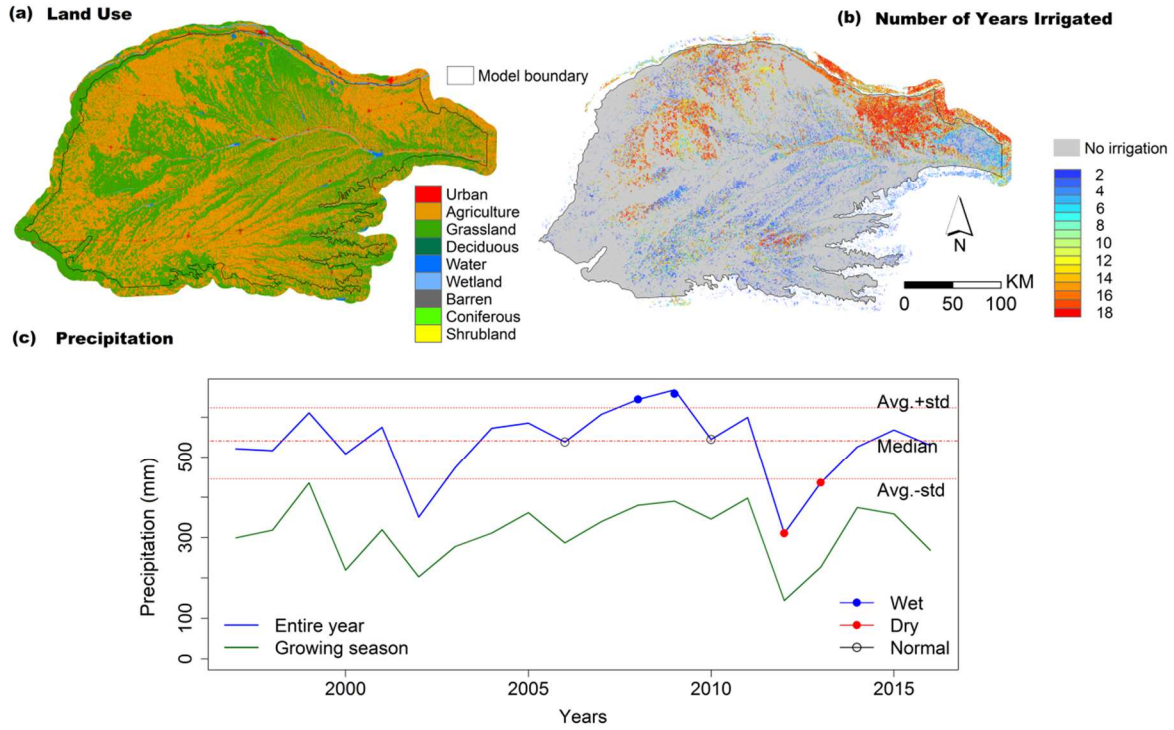 (a) Land Use
(b) Number of Years Irrigated
Model boundary
Urban
Agriculture
Grassland
Deciduous
Water
Wetland
Barren
Coniferous
Shrubland
No irrigation
2
4
6
8
10
12
14
16
18
N
KM
0 50 100
(c) Precipitation
Precipitation (mm)
500
300
100
0
Avg.+std
Median
Avg.-std
Entire year
Growing season
Wet
Dry
Normal
2000 2005 2010 2015
Years